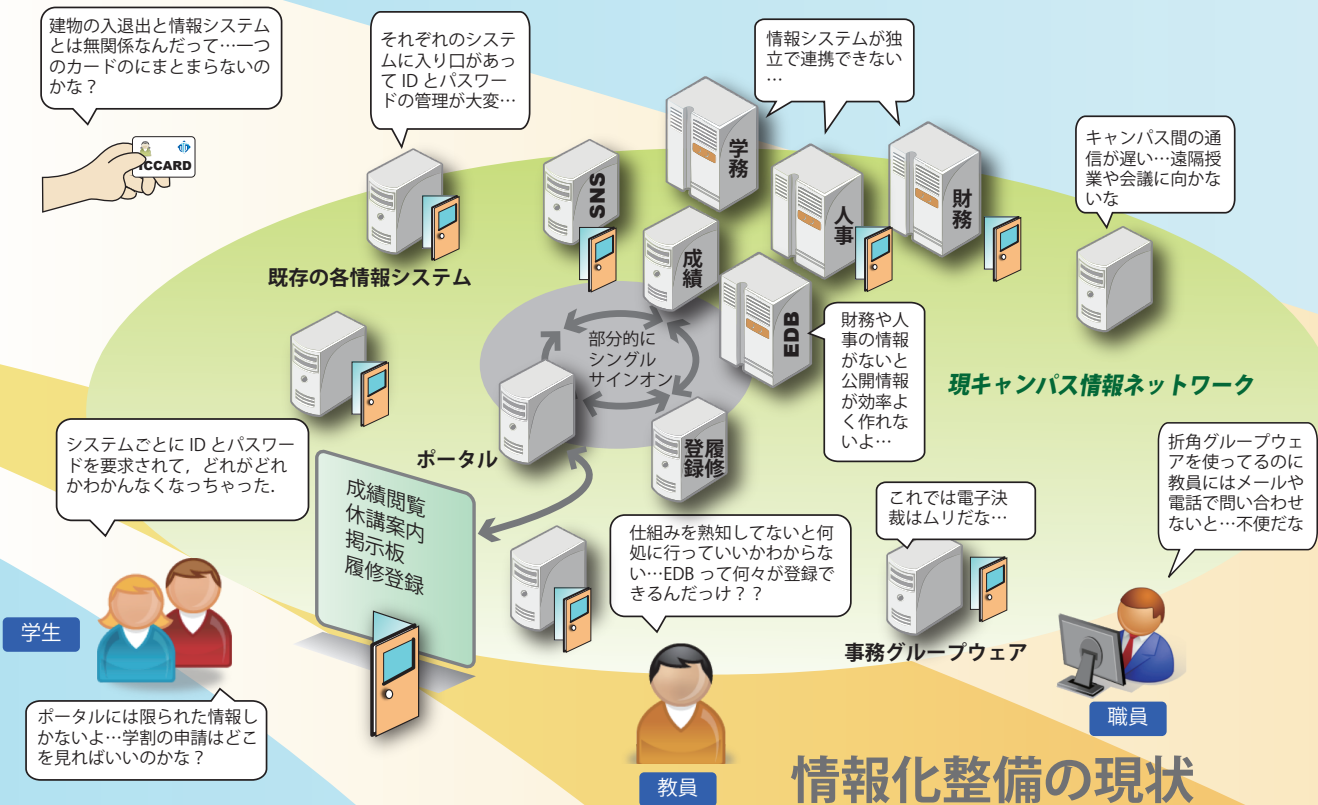 建物の入退出と情報システム
とは無関係なんだって…一つ
のカードのにまとまらないの
かな？
それぞれのシステ
ムに入り口があっ
て ID とパスワー
ドの管理が大変…
情報システムが独
立で連携できない
…
キャンパス間の通
信が遅い…遠隔授
業や会議に向かな
いな
ICCARD
学務
SNS
人事
財務
成績
既存の各情報システム
EDB
部分的に
シングル
サインオン
財務や人
事の情報
がないと
公開情報
が効率よ
く作れな
いよ…
現キャンパス情報ネットワーク
システムごとに ID とパスワー
ドを要求されて，どれがどれ
かわかんなくなっちゃった．
ポータル
履修
登録
折角グループウェ
アを使ってるのに
教員にはメールや
電話で問い合わせ
ないと…不便だな
成績閲覧
休講案内
掲示板
履修登録
これでは電子決
裁はムリだな…
仕組みを熟知してないと何
処に行っていいかわからな
い…EDB って何々が登録で
きるんだっけ？？
学生
事務グループウェア
ポータルには限られた情報し
かないよ…学割の申請はどこ
を見ればいいのかな？
職員
教員
情報化整備の現状